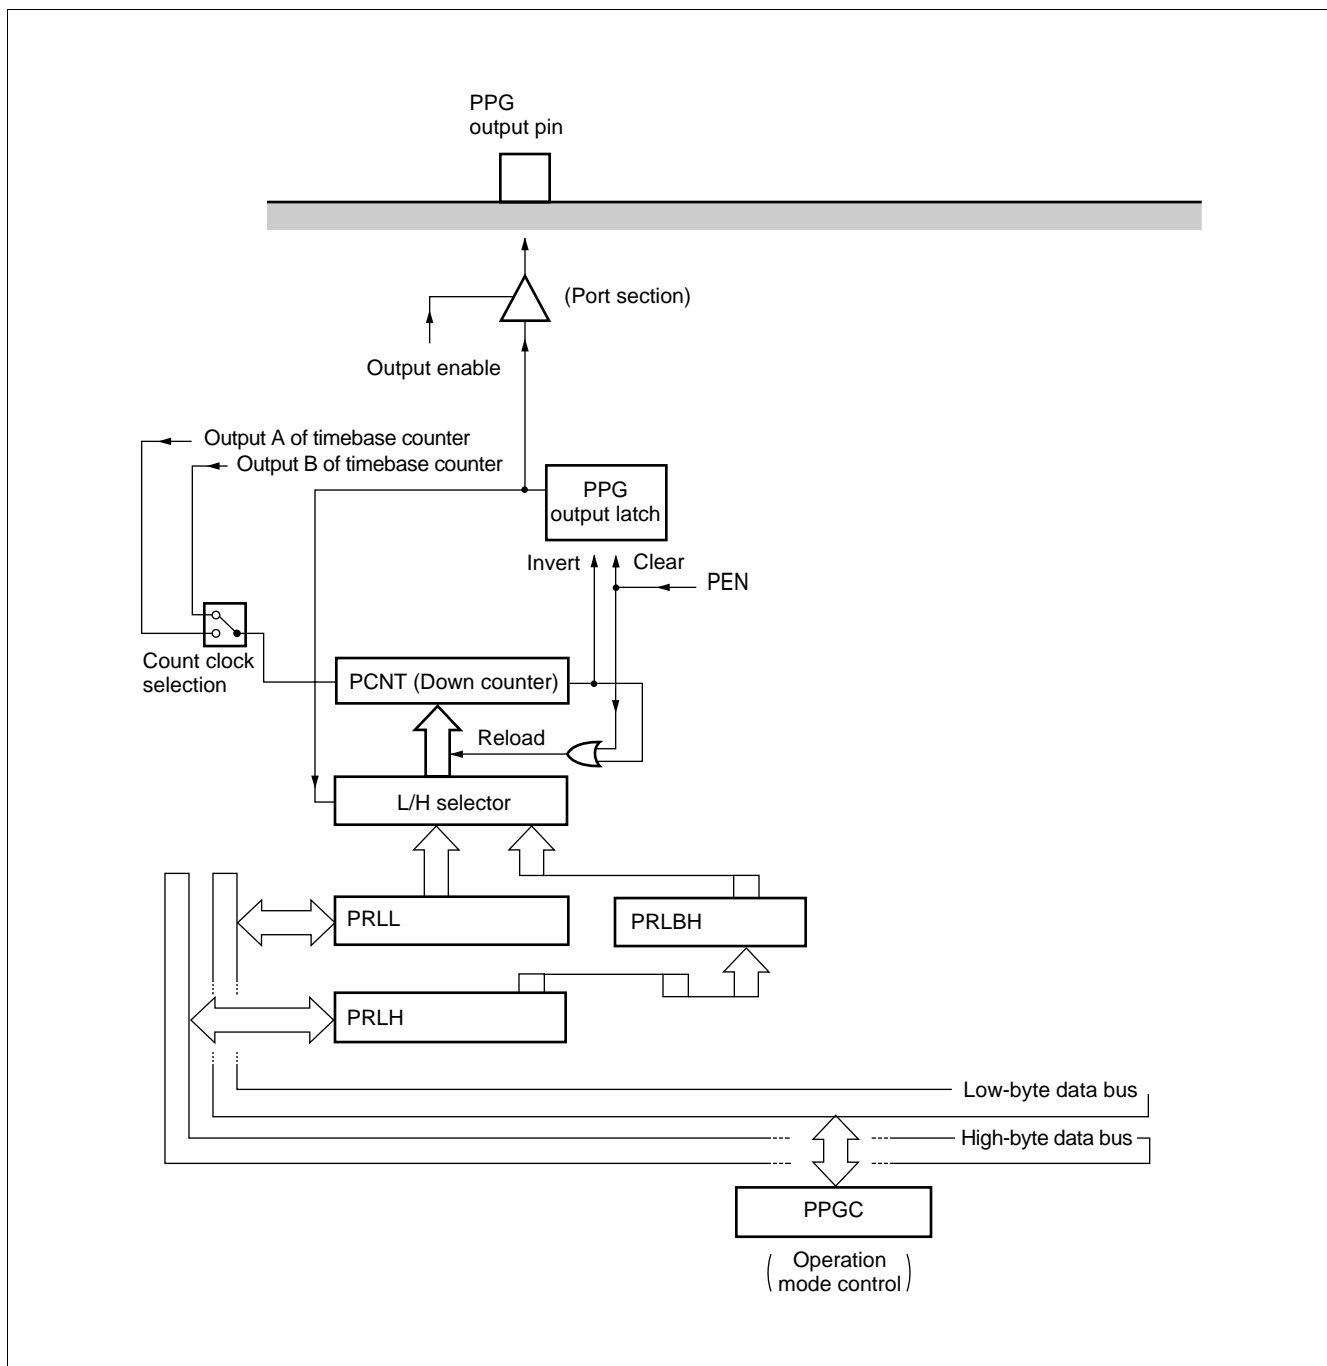 PPG
output pin
(Port section)
Output enable
Output A of timebase counter
Output B of timebase counter
PPG
output latch
Invert
Clear
PEN
Count clock
selection
PCNT (Down counter)
Reload
L/H selector
PRLL
PRLBH
PRLH
Low-byte data bus
High-byte data bus
PPGC
( Operation
mode control )